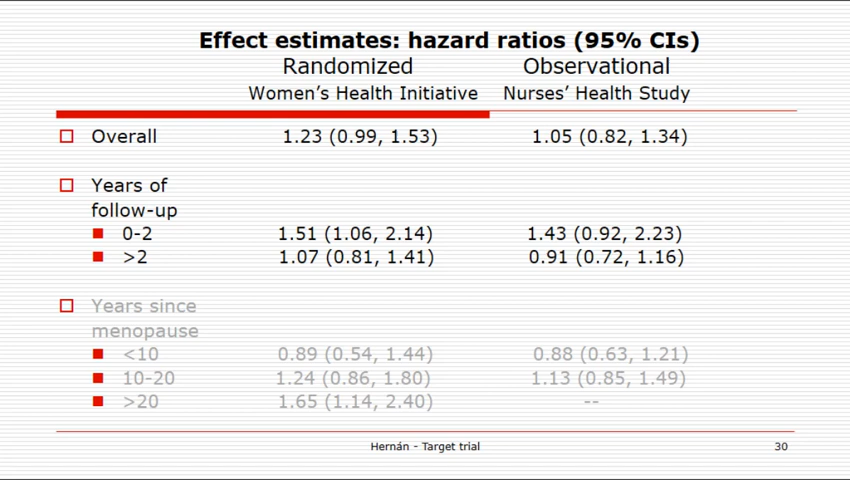 Effect estimates: hazard ratios (95% CIs)
Randomized Observational
Women's Health Initiative Nurses' Health Study
Overall 1.23 (0.99, 1.53) 1.05 (0.82, 1.34)
Years of
follow-up
0-2 1.51 (1.06, 2.14) 1.43 (0.92, 2.23)
>2 1.07 (0.81, 1.41) 0.91 (0.72, 1.16)
Years since
menopause
<10 0.89 (0.54, 1.44) 0.88 (0.63, 1.21)
10-20 1.24 (0.86, 1.80) 1.13 (0.85, 1.49)
>20 1.65 (1.14, 2.40) --
Hernán - Target trial 30